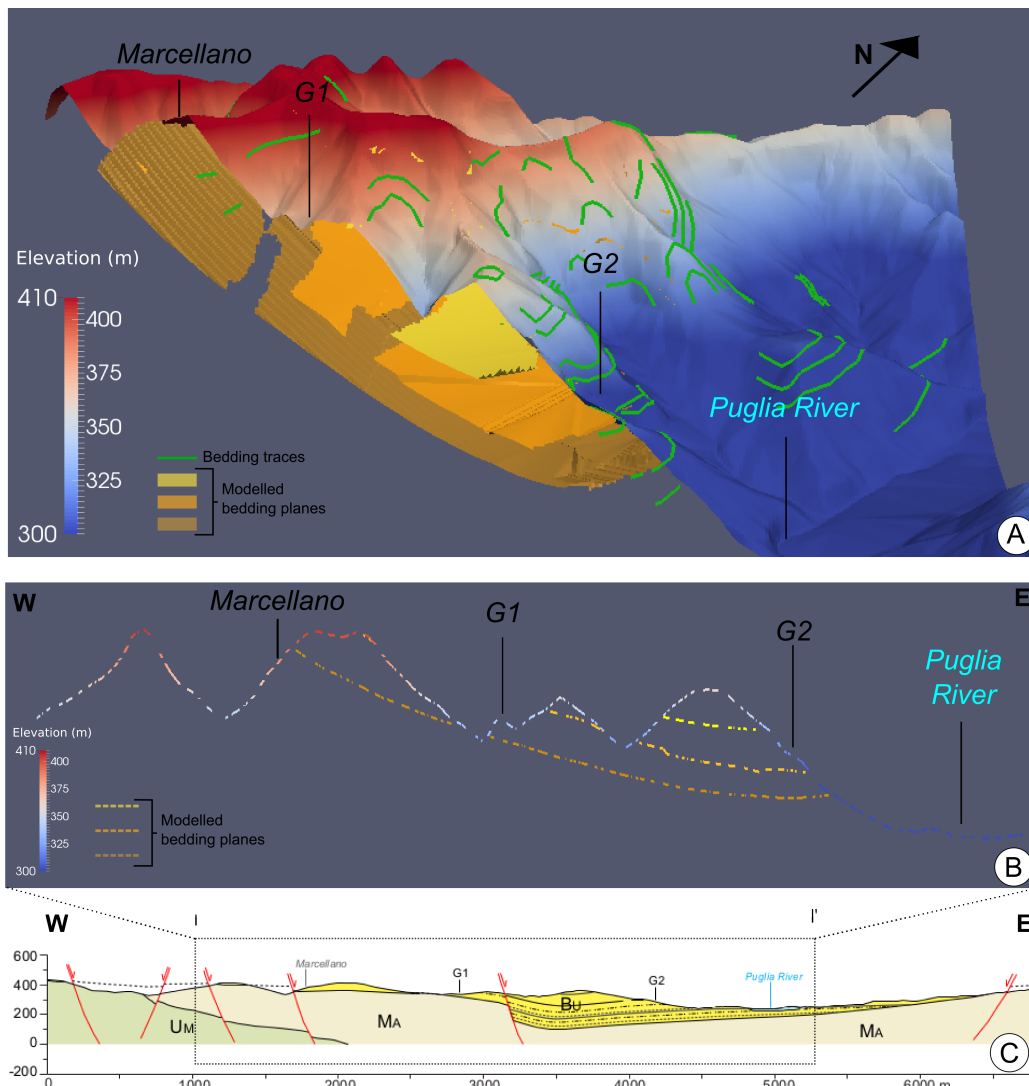 Marcellano
N
G1
Elevation (m)
410
400
375
350
325
300
G2
Puglia River
Bedding traces
Modelled
bedding planes
A
W
E
Marcellano
G1
G2
Puglia
River
Elevation (m)
410
400
375
350
325
300
Modelled
bedding planes
B
W
I
I'
E
600
400
200
0
-200
Marcellano
G1
G2
Puglia River
UM
MA
BU
MA
C
0
1000
2000
3000
4000
5000
6000 m